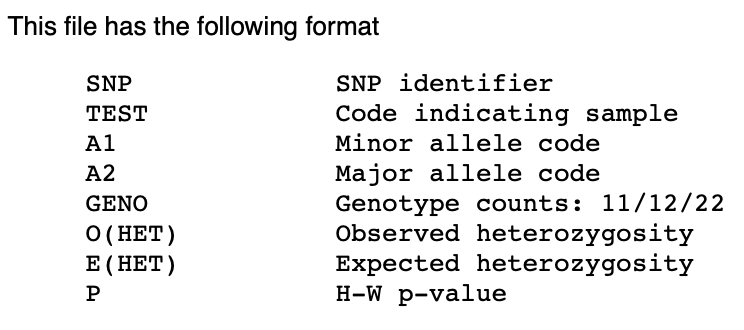 This file has the following format
SNP SNP identifier
TEST Code indicating sample
A1 Minor allele code
A2 Major allele code
GENO Genotype counts: 11/12/22
O(HET) Observed heterozygosity
E(HET) Expected heterozygosity
P H-W p-value